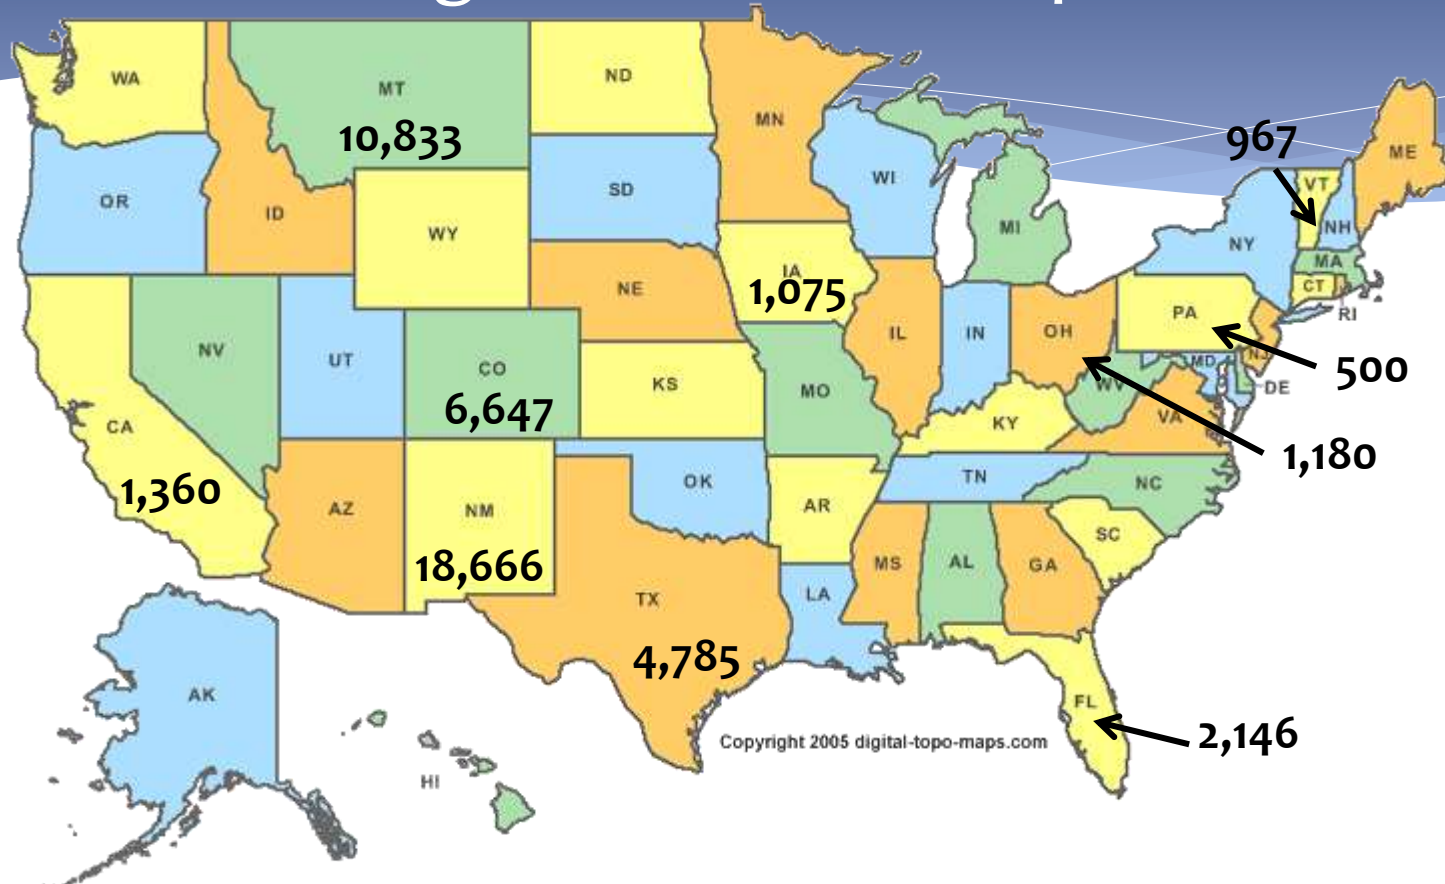 WA
MT
10,833
ND
MN
OR
ID
WY
SD
WI
MI
967
VT
NH
ME
NY
MA
CT
RI
NE
IA
1,075
IL
IN
OH
PA
500
NJ
MD
DE
NV
UT
CO
6,647
KS
MO
KY
WV
VA
1,180
CA
1,360
AZ
NM
18,666
OK
AR
TN
NC
SC
MS
AL
GA
LA
TX
4,785
FL
2,146
AK
HI
Copyright 2005 digital-topo-maps.com